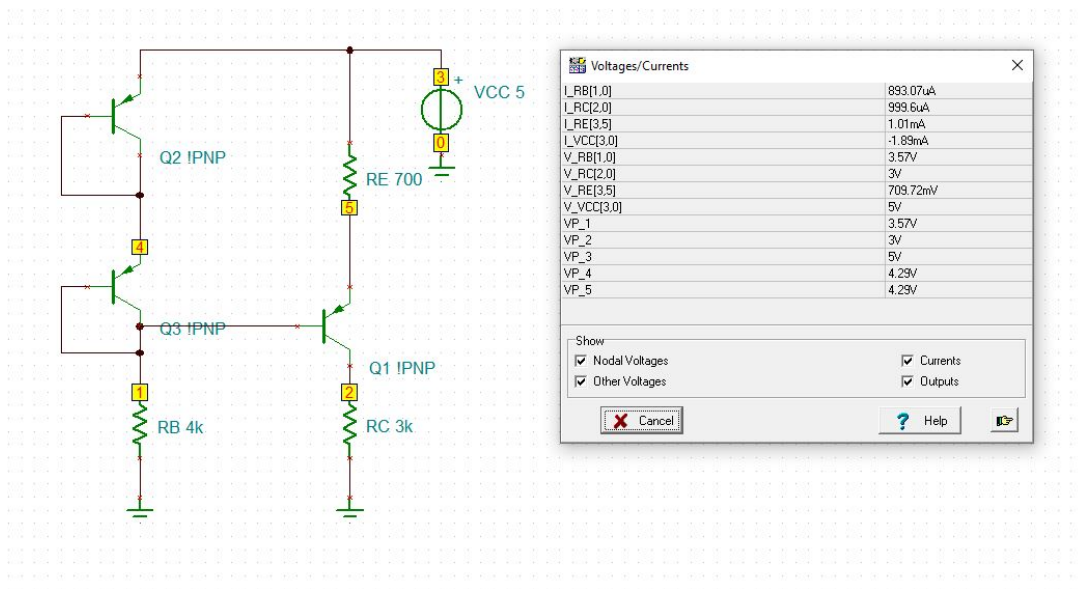 3
+
VCC 5
0
Q2 !PNP
RE 700
5
4
Q3 !PNP
Q1 !PNP
1
2
RB 4k
RC 3k
Voltages/Currents
I_RB[1,0] 893.07uA
I_RC[2,0] 999.6uA
I_RE[3,5] 1.01mA
I_VCC[3,0] -1.89mA
V_RB[1,0] 3.57V
V_RC[2,0] 3V
V_RE[3,5] 709.72mV
V_VCC[3,0] 5V
VP_1 3.57V
VP_2 3V
VP_3 5V
VP_4 4.29V
VP_5 4.29V
Show
Nodal Voltages
Currents
Other Voltages
Outputs
Cancel
? Help